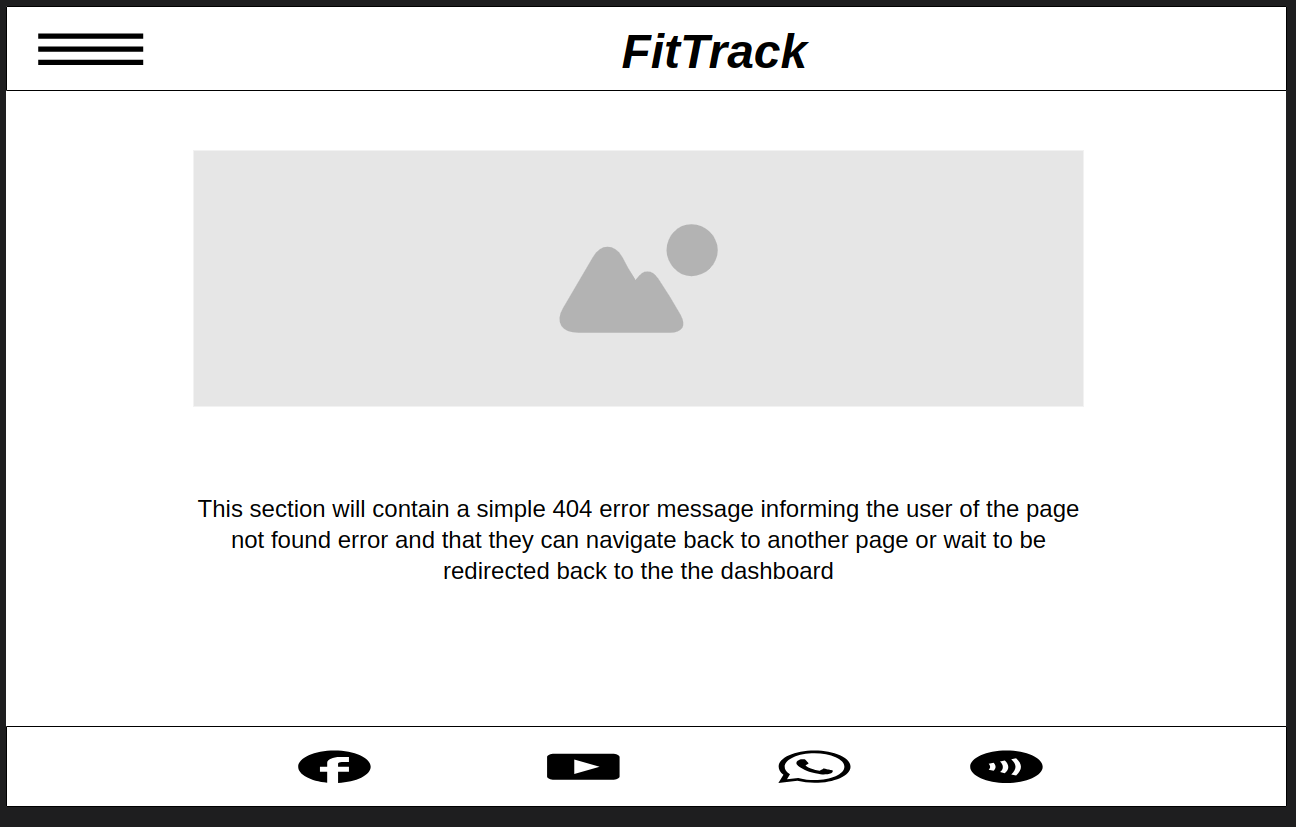 FitTrack
This section will contain a simple 404 error message informing the user of the page
not found error and that they can navigate back to another page or wait to be
redirected back to the the dashboard